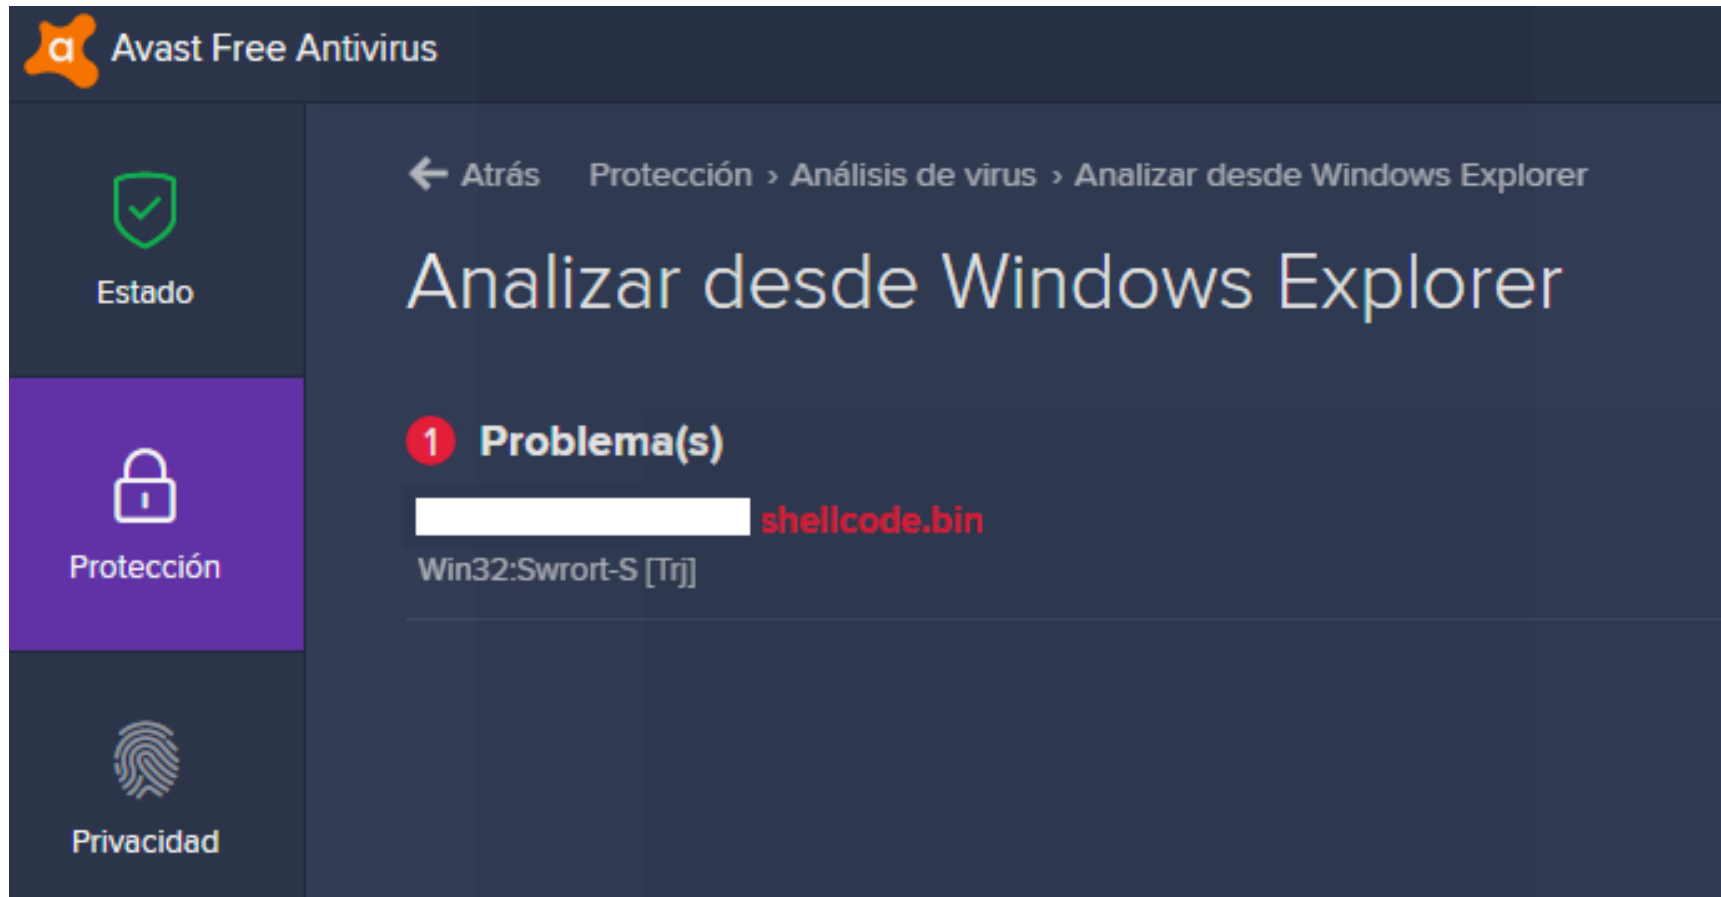 Avast Free Antivirus
Atrás Protección › Análisis de virus › Analizar desde Windows Explorer
Analizar desde Windows Explorer
Estado
1 Problema(s)
shellcode.bin
Win32:Swrort-S [Trj]
Protección
Privacidad